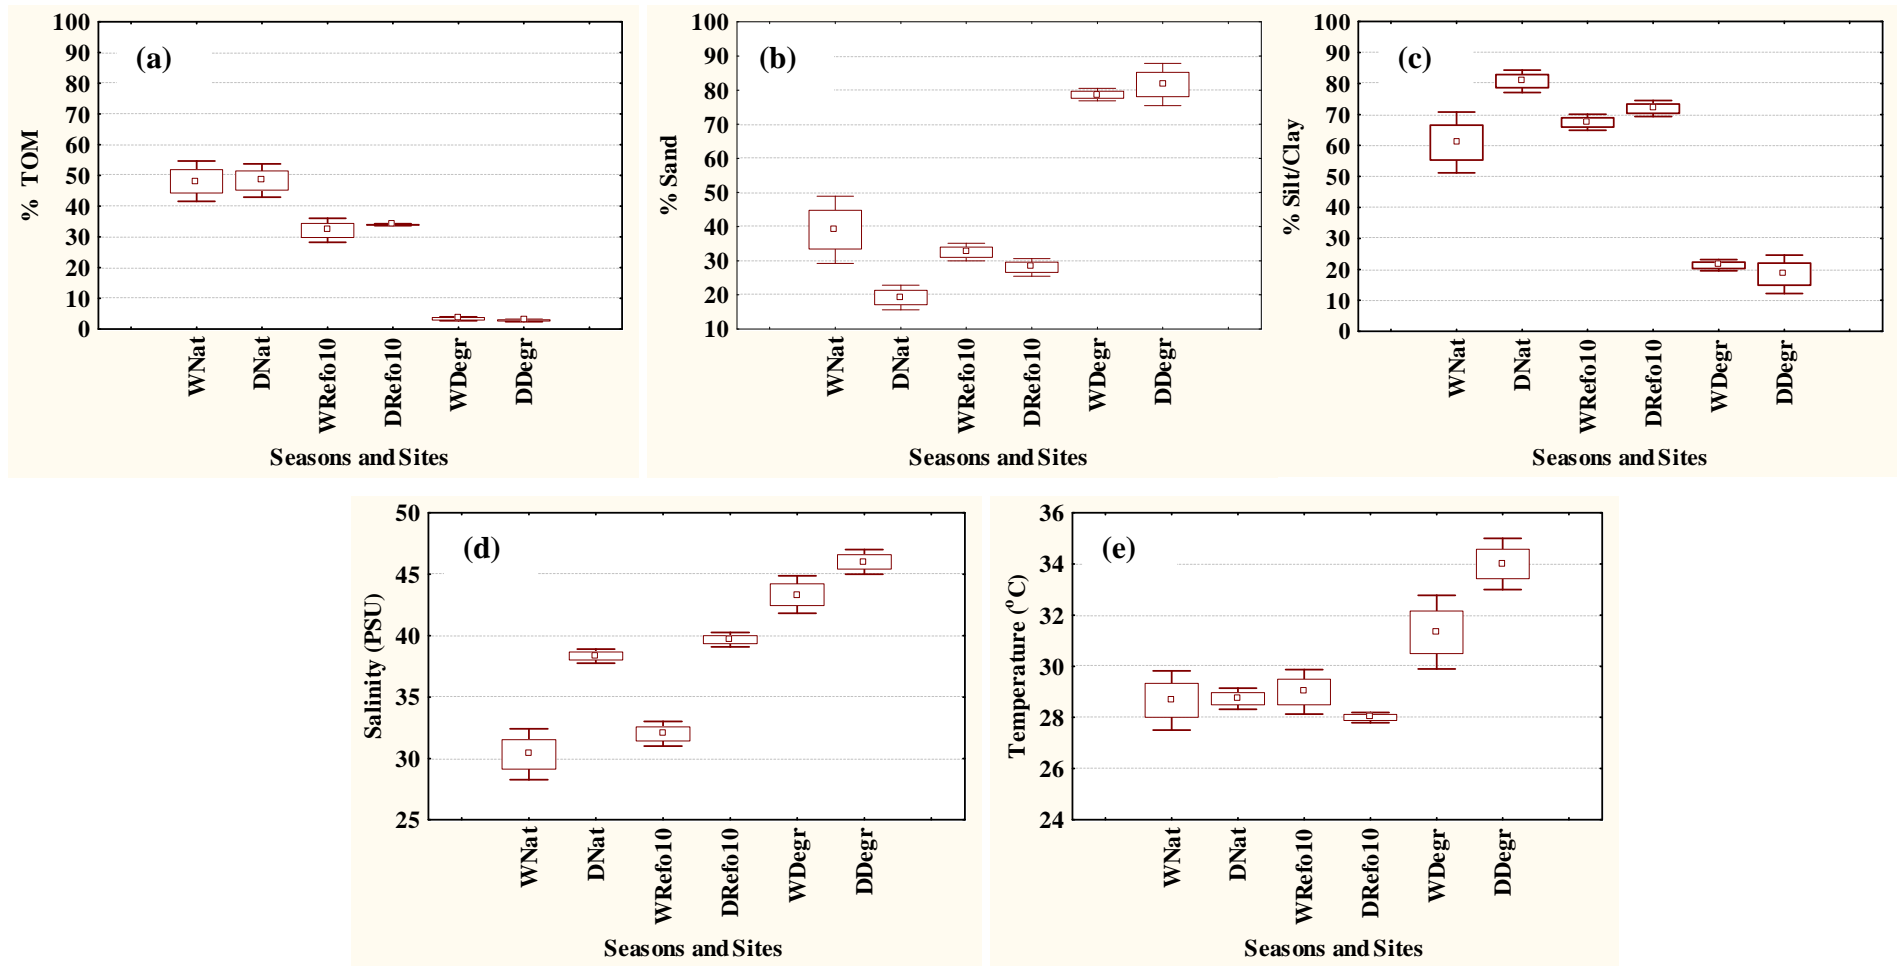 (a)
% TOM
100
90
80
70
60
50
40
30
20
10
0
WNat
DNat
WRefo10
DRefo10
WDegr
DDegr
Seasons and Sites
(b)
% Sand
100
90
80
70
60
50
40
30
20
10
WNat
DNat
WRefo10
DRefo10
WDegr
DDegr
Seasons and Sites
(c)
% Silt/Clay
100
90
80
70
60
50
40
30
20
10
0
WNat
DNat
WRefo10
DRefo10
WDegr
DDegr
Seasons and Sites
(d)
Salinity (PSU)
50
45
40
35
30
25
WNat
DNat
WRefo10
DRefo10
WDegr
DDegr
Seasons and Sites
(e)
Temperature (°C)
36
34
32
30
28
26
24
WNat
DNat
WRefo10
DRefo10
WDegr
DDegr
Seasons and Sites